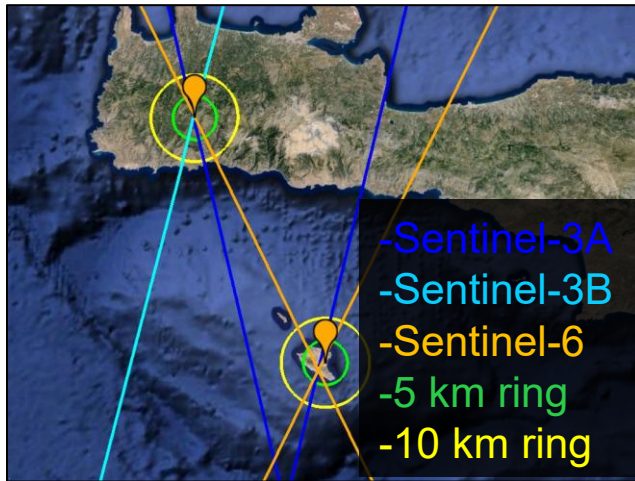 -Sentinel-3A
-Sentinel-3B
-Sentinel-6
-5 km ring
-10 km ring